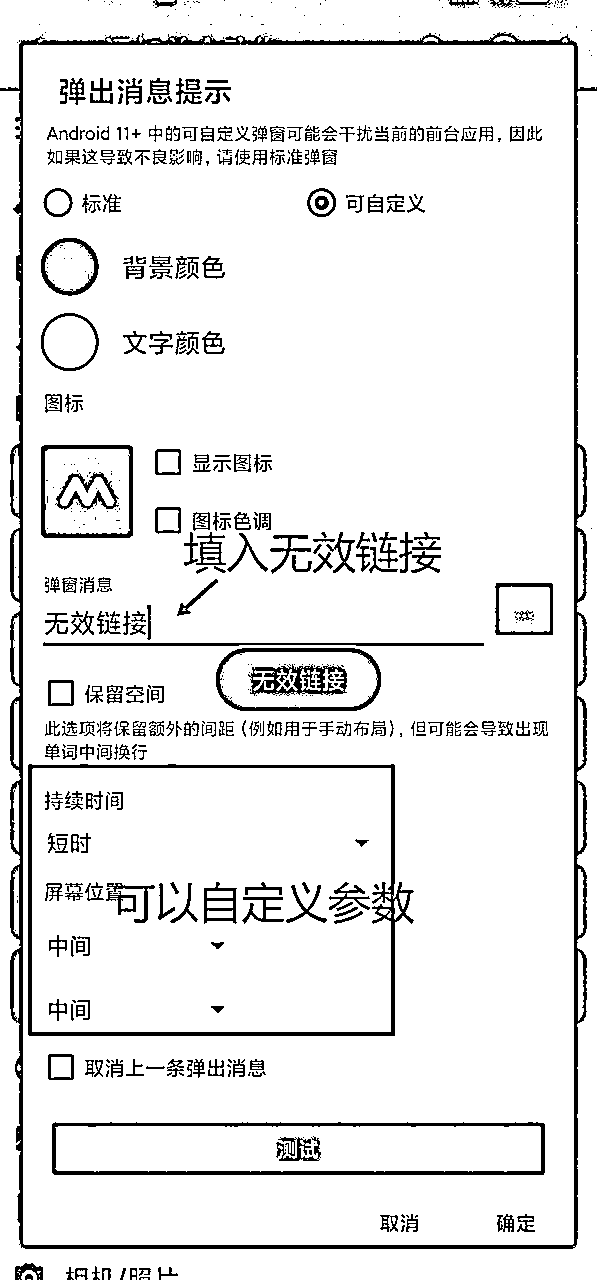 弹出消息提示
Android 11+ 中的可自定义弹窗可能会干扰当前的前台应用，因此
如果这导致不良影响，请使用标准弹窗
标准
可自定义
背景颜色
文字颜色
图标
显示图标
图标色调
填入无效链接
弹窗消息
无效链接
...
无效链接
保留空间
此选项将保留额外的间距（例如用于手动布局），但可能会导致出现
单词中间换行
持续时间
短时
屏幕位置
可以自定义参数
中间
中间
取消上一条弹出消息
测试
取消
确定
相机/照片